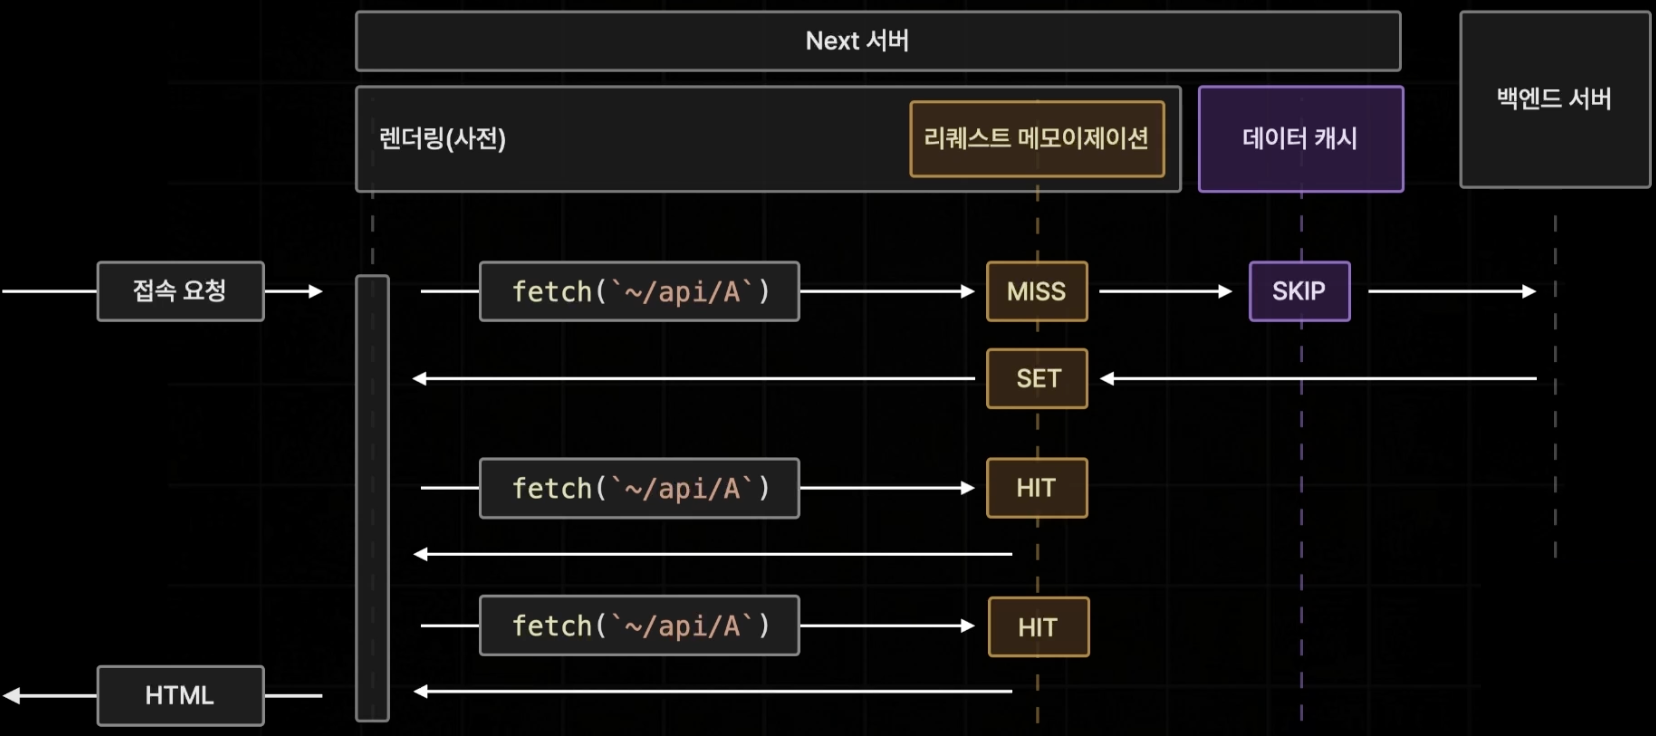 Next 서버
백엔드 서버
렌더링(사전)
리퀘스트 메모이제이션
데이터 캐시
접속 요청
fetch(`~/api/A`)
MISS
SKIP
SET
fetch(`~/api/A`)
HIT
fetch(`~/api/A`)
HIT
HTML